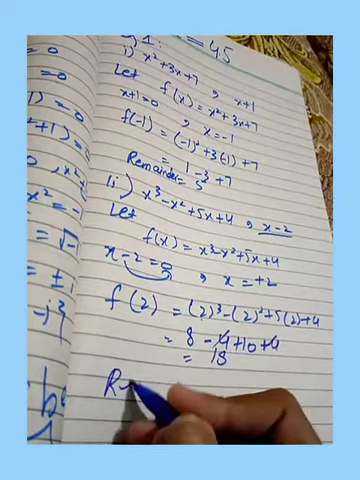 = 45
i) x²+3x+7 , x+1
Let f(x) = x²+3x+7
x+1=0 , x=-1
f(-1) = (-1)²+3(-1)+7
= 1-3+7
Remainder = 5
ii) x³-x²+5x+4 , x-2
Let
f(x) = x³-x²+5x+4
x-2=0 , x=+2
f(2) = (2)³-(2)²+5(2)+4
= 8-4+10+4
= 18
R